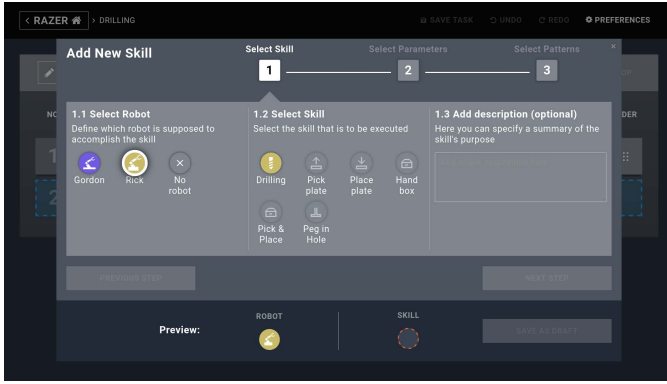 < RAZER > DRILLING
SAVE TASK
UNDO
REDO
PREFERENCES
Add New Skill
Select Skill
Select Parameters
Select Patterns
×
1
2
3
NO
DER
1
2
1.1 Select Robot
Define which robot is supposed to
accomplish the skill
Gordon
Rick
No
robot
1.2 Select Skill
Select the skill that is to be executed
Drilling
Pick
plate
Place
plate
Hand
box
Pick &
Place
Peg in
Hole
1.3 Add description (optional)
Here you can specify a summary of the
skill's purpose
PREVIOUS STEP
NEXT STEP
Preview:
ROBOT
SKILL
SAVE AS DRAFT